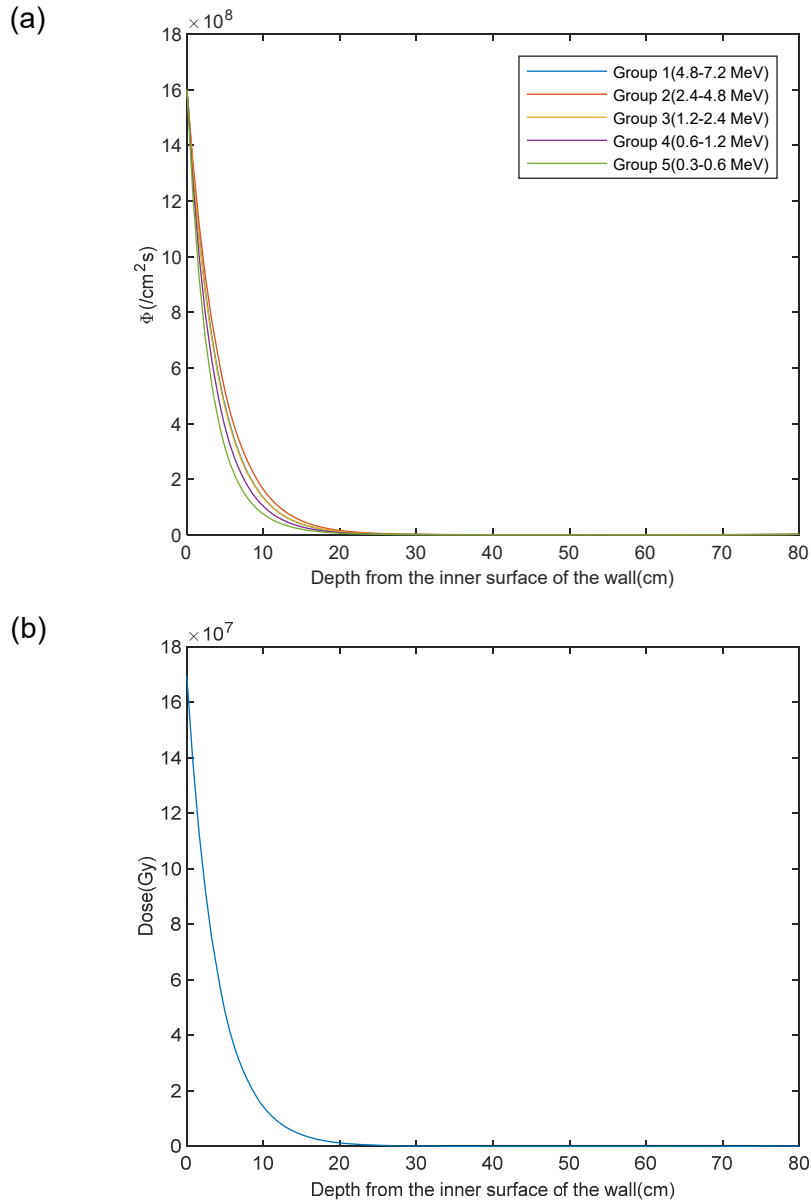 (a)
×10^8
18
16
14
12
10
8
6
4
2
0
Φ(/cm^2s)
Group 1(4.8-7.2 MeV)
Group 2(2.4-4.8 MeV)
Group 3(1.2-2.4 MeV)
Group 4(0.6-1.2 MeV)
Group 5(0.3-0.6 MeV)
0 10 20 30 40 50 60 70 80
Depth from the inner surface of the wall(cm)
(b)
×10^7
18
16
14
12
10
8
6
4
2
0
Dose(Gy)
0 10 20 30 40 50 60 70 80
Depth from the inner surface of the wall(cm)